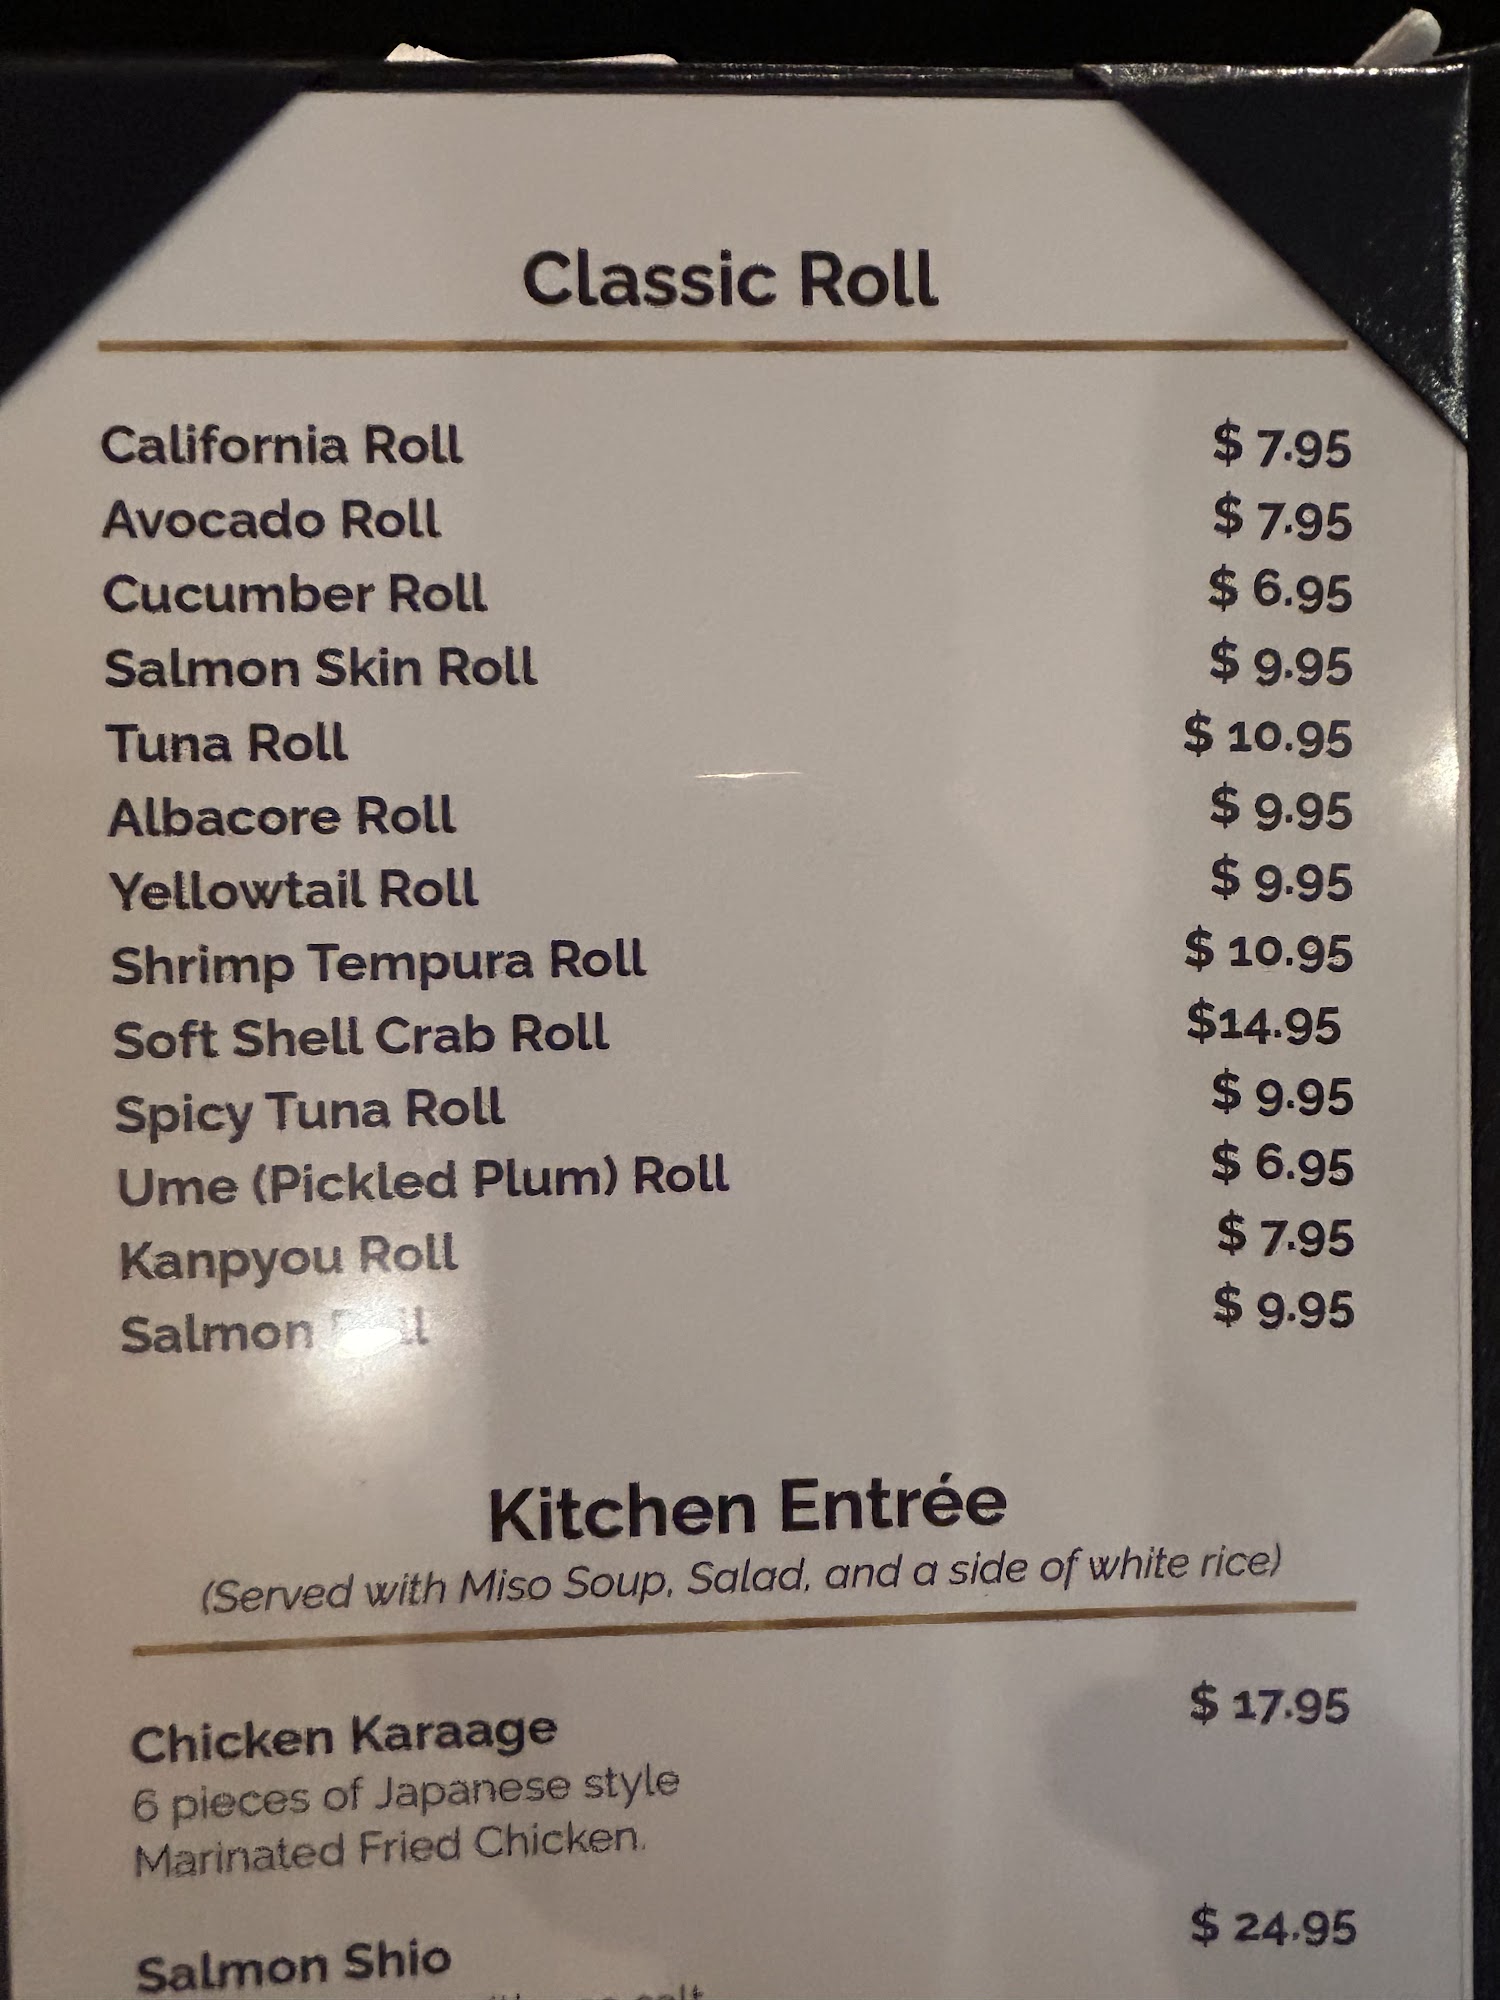 Classic Roll
California Roll $ 7.95
Avocado Roll $ 7.95
Cucumber Roll $ 6.95
Salmon Skin Roll $ 9.95
Tuna Roll $ 10.95
Albacore Roll $ 9.95
Yellowtail Roll $ 9.95
Shrimp Tempura Roll $ 10.95
Soft Shell Crab Roll $14.95
Spicy Tuna Roll $ 9.95
Ume (Pickled Plum) Roll $ 6.95
Kanpyou Roll $ 7.95
Salmon $ 9.95
Kitchen Entrée
(Served with Miso Soup, Salad, and a side of white rice)
Chicken Karaage $ 17.95
6 pieces of Japanese style
Marinated Fried Chicken.
Salmon Shio $ 24.95